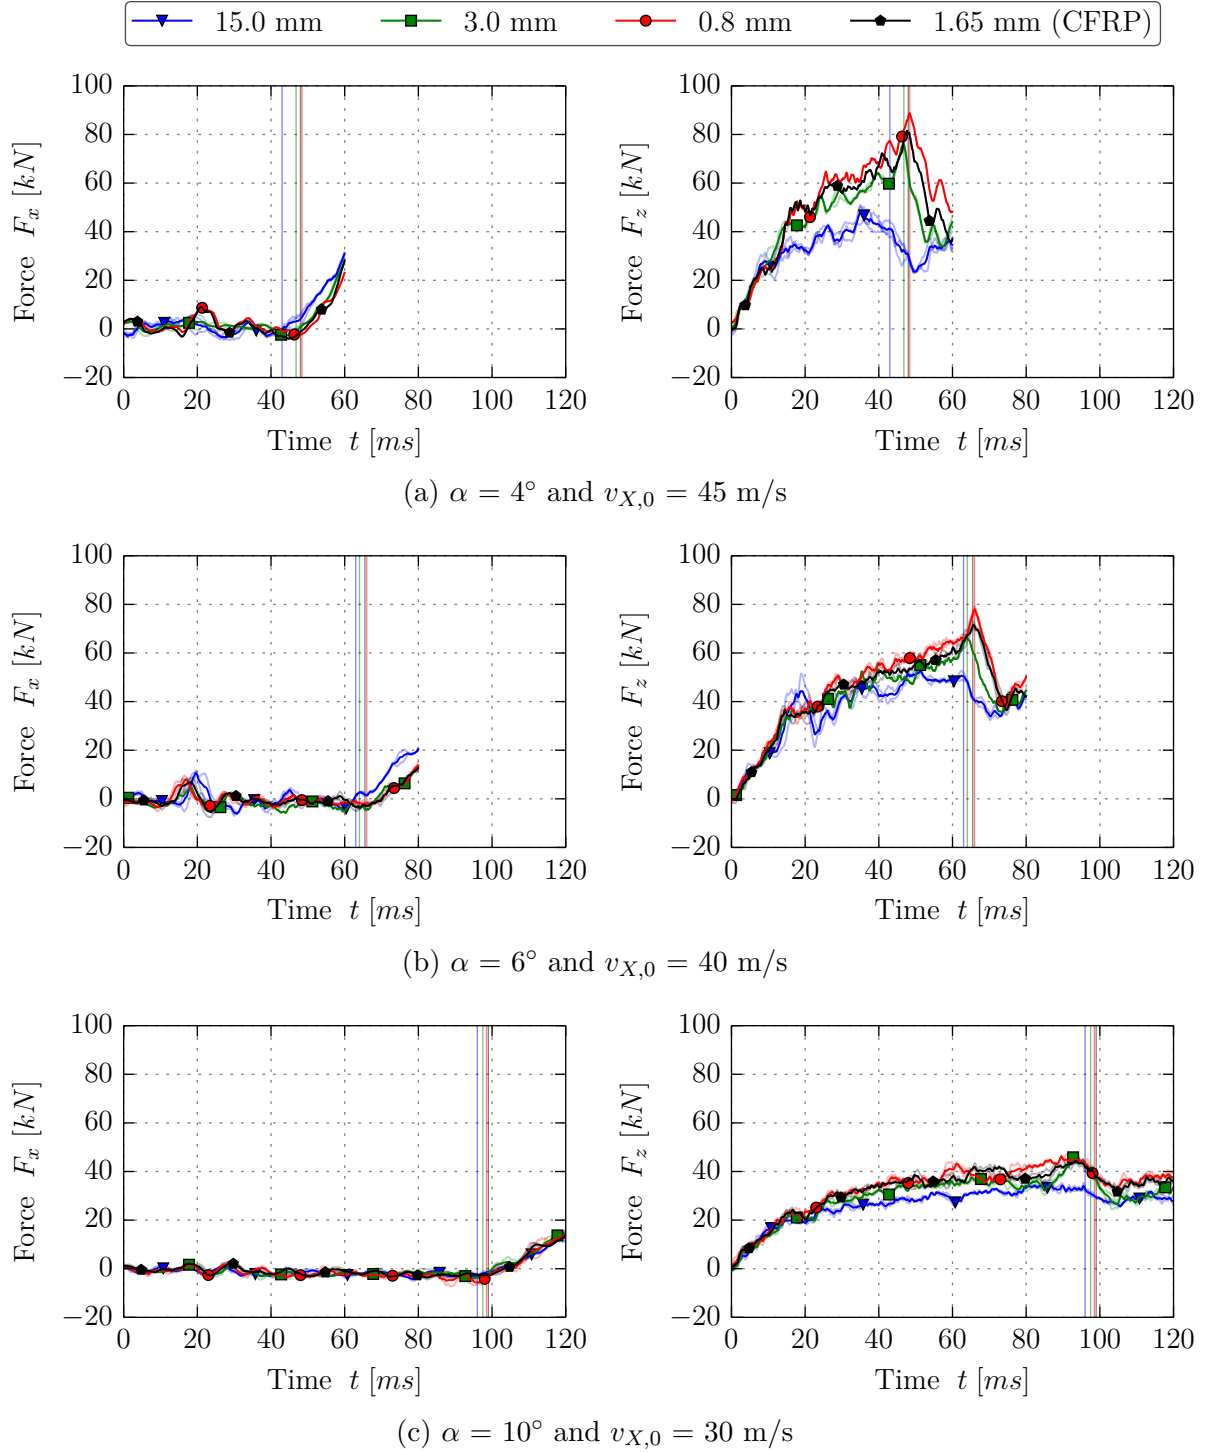 15.0 mm 3.0 mm 0.8 mm 1.65 mm (CFRP)
Force F_x [kN]
100
80
60
40
20
0
−20
0 20 40 60 80 100 120
Time t [ms]
Force F_z [kN]
100
80
60
40
20
0
−20
0 20 40 60 80 100 120
Time t [ms]
(a) α = 4° and v_{X,0} = 45 m/s
Force F_x [kN]
100
80
60
40
20
0
−20
0 20 40 60 80 100 120
Time t [ms]
Force F_z [kN]
100
80
60
40
20
0
−20
0 20 40 60 80 100 120
Time t [ms]
(b) α = 6° and v_{X,0} = 40 m/s
Force F_x [kN]
100
80
60
40
20
0
−20
0 20 40 60 80 100 120
Time t [ms]
Force F_z [kN]
100
80
60
40
20
0
−20
0 20 40 60 80 100 120
Time t [ms]
(c) α = 10° and v_{X,0} = 30 m/s